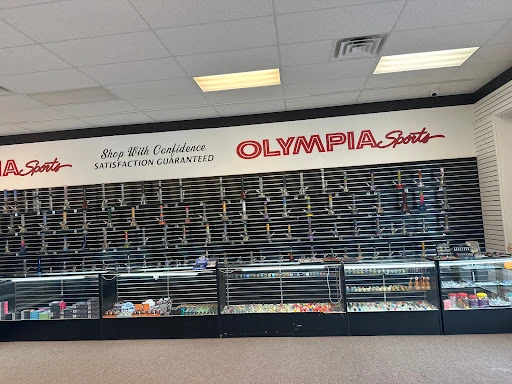 IA Sports
Shop With Confidence
SATISFACTION GUARANTEED
OLYMPIA Sports